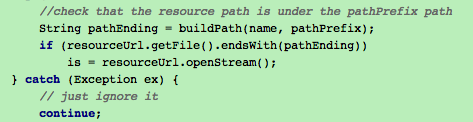 //check that the resource path is under the pathPrefix path
String pathEnding = buildPath(name, pathPrefix);
if (resourceUrl.getFile().endsWith(pathEnding))
is = resourceUrl.openStream();
} catch (Exception ex) {
// just ignore it
continue;